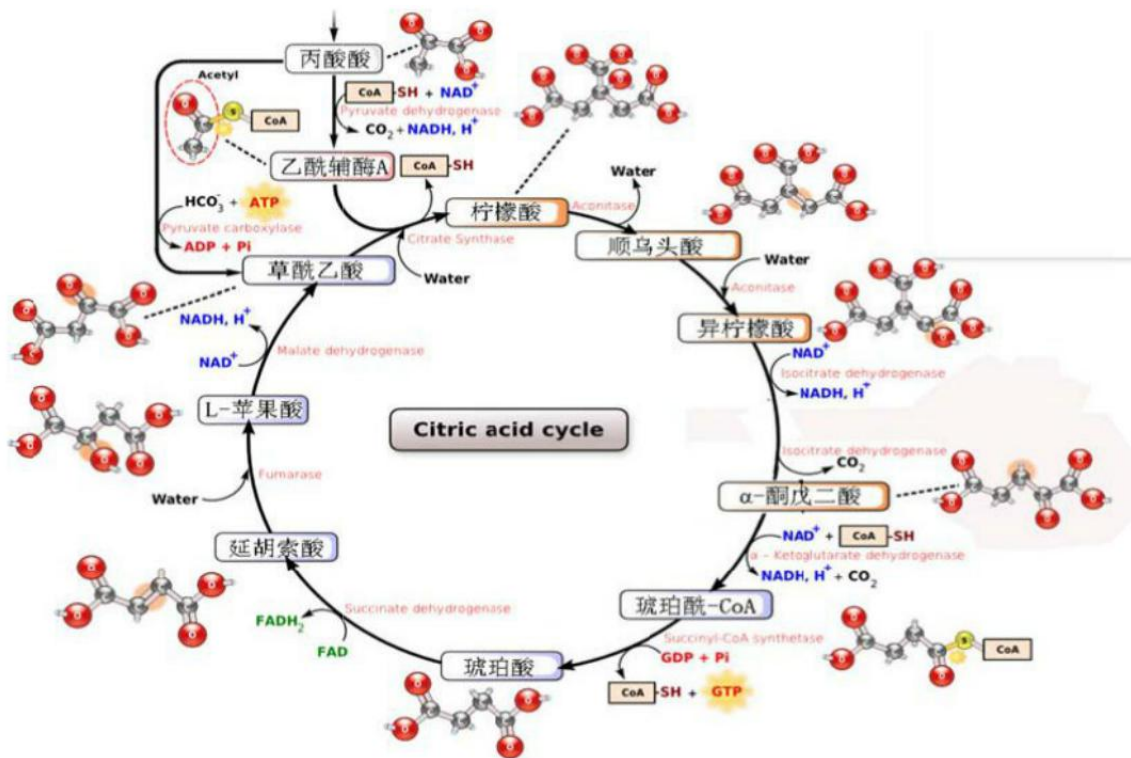 丙酸酸
Acetyl
S
CoA
CoA -SH + NAD⁺
Pyruvate dehydrogenase
CO₂ + NADH, H⁺
乙酰辅酶A
CoA -SH
HCO₃⁻ + ATP
Pyruvate carboxylase
ADP + Pi
柠檬酸
Citrate Synthase
Water
草酰乙酸
Aconitase
Water
顺乌头酸
Water
Aconitase
异柠檬酸
NAD⁺
Isocitrate dehydrogenase
NADH, H⁺
Isocitrate dehydrogenase
CO₂
α-酮戊二酸
NAD⁺ + CoA -SH
α - Ketoglutarate dehydrogenase
NADH, H⁺ + CO₂
琥珀酰-CoA
S
CoA
Succinyl-CoA synthetase
GDP + Pi
CoA -SH + GTP
琥珀酸
Succinate dehydrogenase
FADH₂
FAD
延胡索酸
Water
Fumarase
L-苹果酸
NADH, H⁺
NAD⁺
Malate dehydrogenase
Citric acid cycle